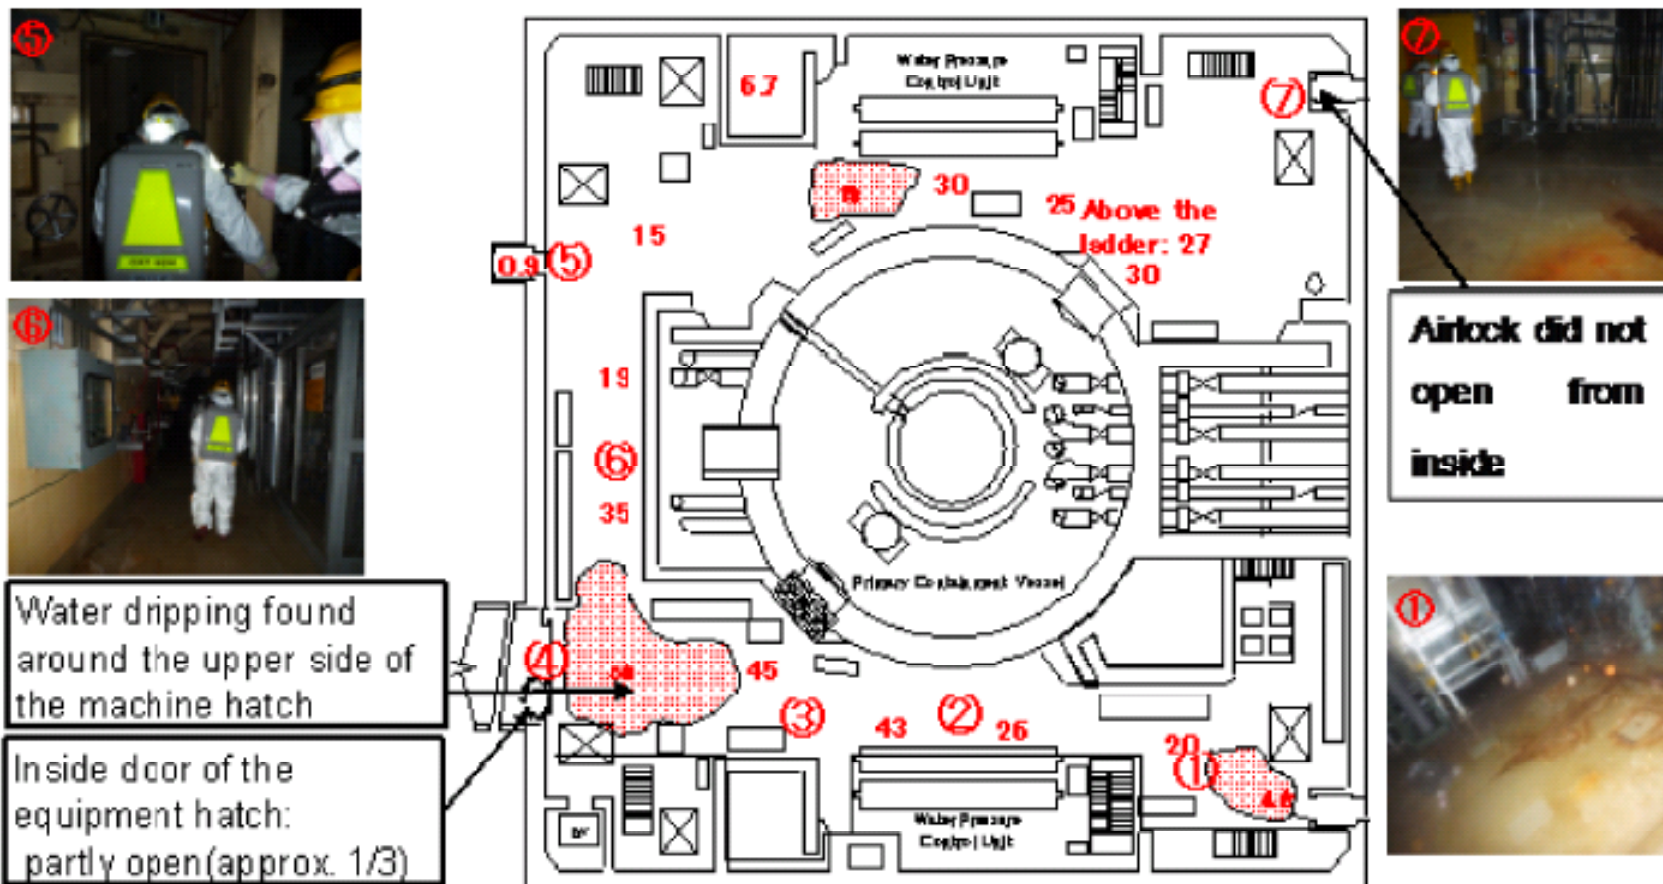 ⑤
⑥
Water dripping found
around the upper side of
the machine hatch
Inside door of the
equipment hatch:
partly open(approx. 1/3)
6.7
Water Pressure
Control Unit
⑦
30
25 Above the
ladder: 27
30
15
0.9 ⑤
19
⑥
35
Primary Containment Vessel
④
45
③
43
②
26
20
①
Water Pressure
Control Unit
⑦
Airlock did not
open from
inside
①